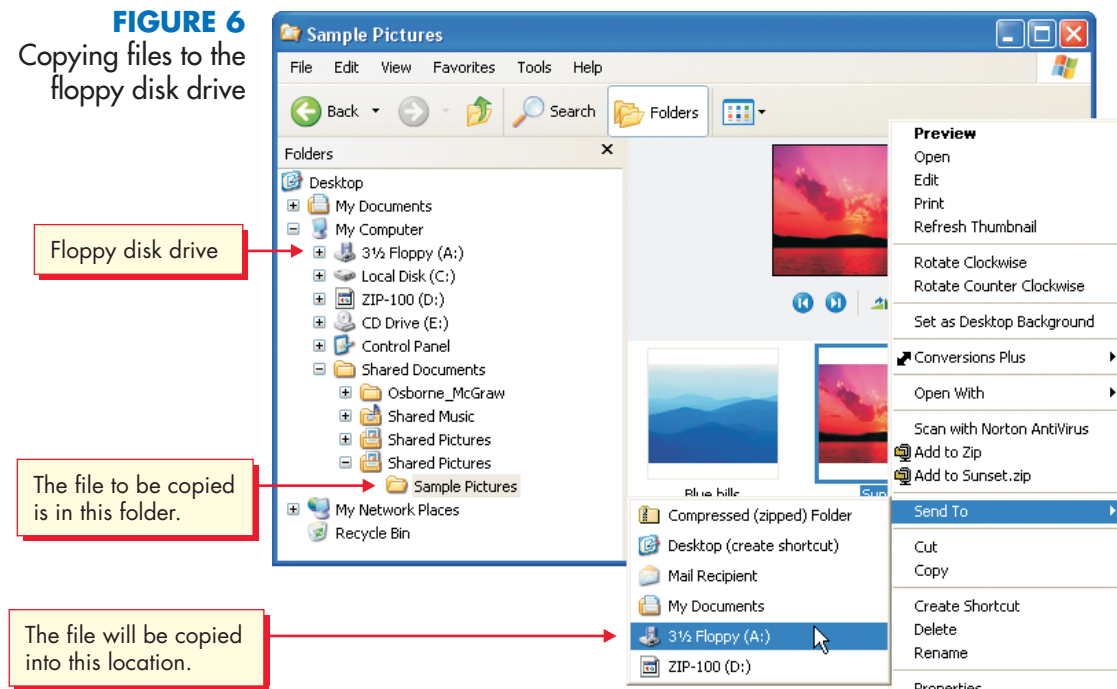 FIGURE 6
Copying files to the
floppy disk drive
Sample Pictures
File Edit View Favorites Tools Help
Back Search Folders
Folders x
Desktop
My Documents
My Computer
3½ Floppy (A:)
Local Disk (C:)
ZIP-100 (D:)
CD Drive (E:)
Control Panel
Shared Documents
Osborne_McGraw
Shared Music
Shared Pictures
Shared Pictures
Sample Pictures
My Network Places
Recycle Bin
Floppy disk drive
The file to be copied
is in this folder.
The file will be copied
into this location.
Blue hills
Preview
Open
Edit
Print
Refresh Thumbnail
Rotate Clockwise
Rotate Counter Clockwise
Set as Desktop Background
Conversions Plus
Open With
Scan with Norton AntiVirus
Add to Zip
Add to Sunset.zip
Send To
Cut
Copy
Create Shortcut
Delete
Rename
Properties
Compressed (zipped) Folder
Desktop (create shortcut)
Mail Recipient
My Documents
3½ Floppy (A:)
ZIP-100 (D:)